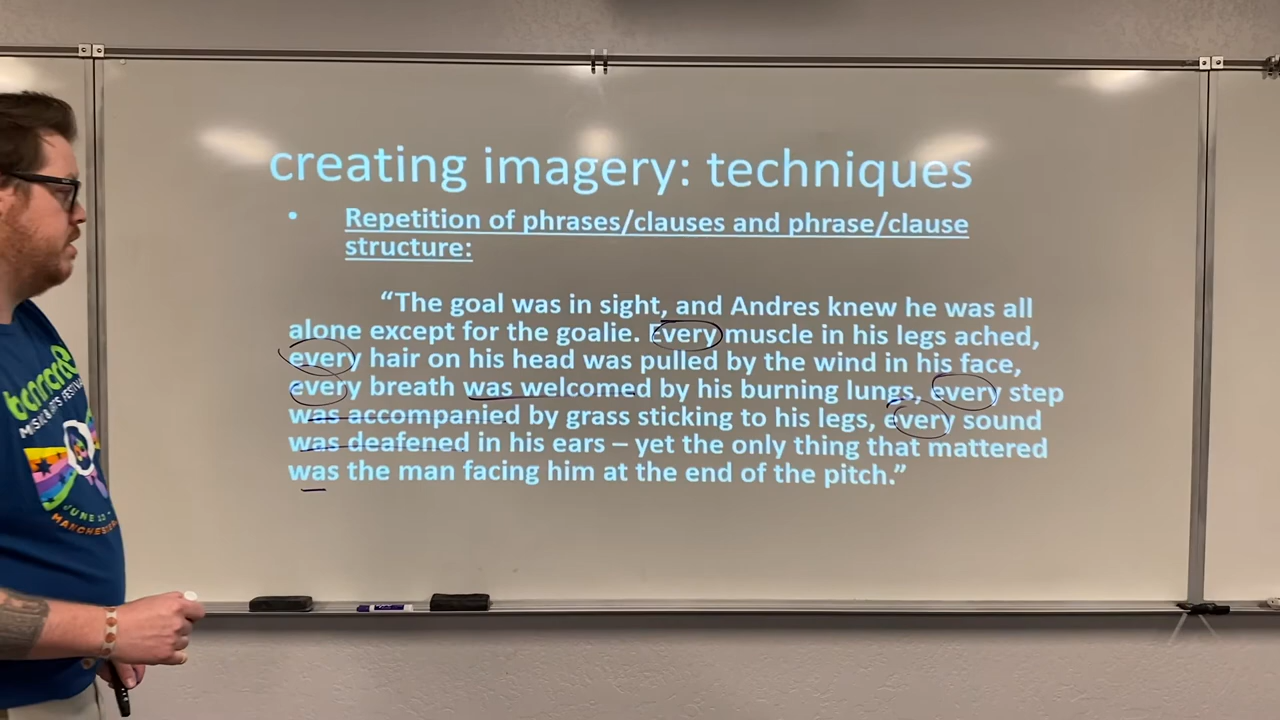 creating imagery: techniques
• Repetition of phrases/clauses and phrase/clause
structure:
“The goal was in sight, and Andres knew he was all
alone except for the goalie. Every muscle in his legs ached,
every hair on his head was pulled by the wind in his face,
every breath was welcomed by his burning lungs, every step
was accompanied by grass sticking to his legs, every sound
was deafened in his ears – yet the only thing that mattered
was the man facing him at the end of the pitch.”
JUNE